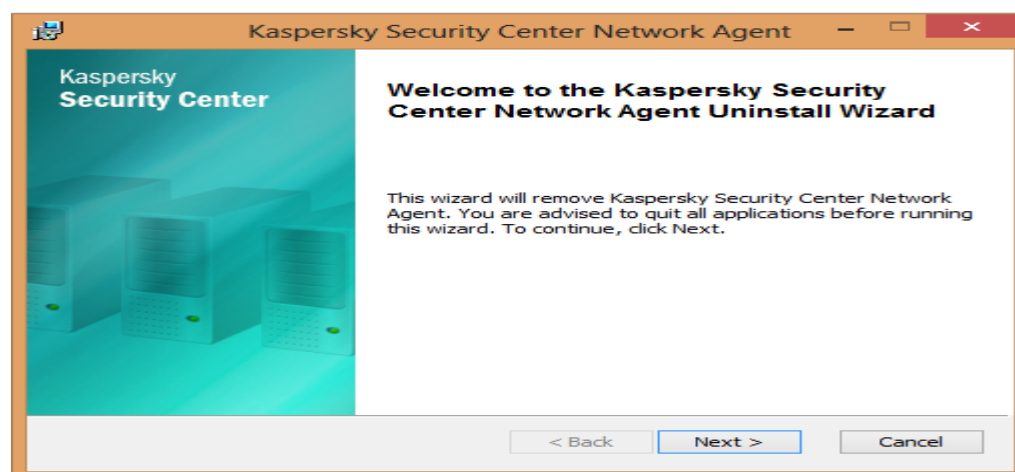 Kaspersky Security Center Network Agent
Kaspersky
Security Center
Welcome to the Kaspersky Security
Center Network Agent Uninstall Wizard
This wizard will remove Kaspersky Security Center Network
Agent. You are advised to quit all applications before running
this wizard. To continue, click Next.
< Back
Next >
Cancel